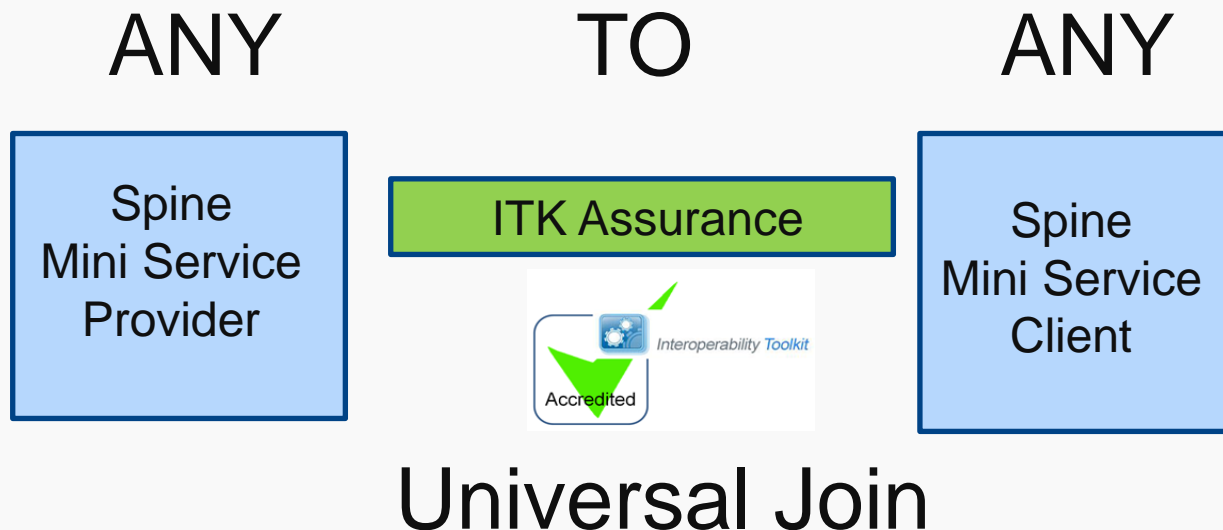 ANY TO ANY
Spine
Mini Service
Provider
ITK Assurance
Interoperability Toolkit
Accredited
Spine
Mini Service
Client
Universal Join